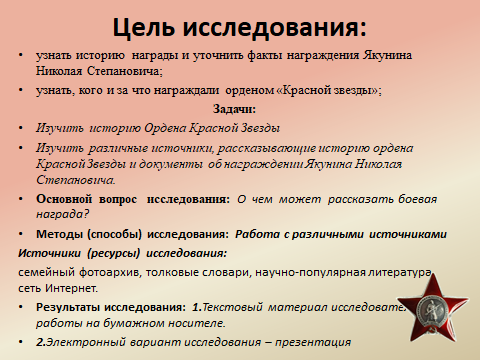 Цель исследования:
• узнать историю награды и уточнить факты награждения Якунина
Николая Степановича;
• узнать, кого и за что награждали орденом «Красной звезды»;
Задачи:
• Изучить историю Ордена Красной Звезды
• Изучить различные источники, рассказывающие историю ордена
Красной Звезды и документы об награждении Якунина Николая
Степановича.
• Основной вопрос исследования: О чем может рассказать боевая
награда?
• Методы (способы) исследования: Работа с различными источниками
Источники (ресурсы) исследования:
семейный фотоархив, толковые словари, научно-популярная литература,
сеть Интернет.
• Результаты исследования: 1.Текстовый материал
работы на бумажном носителе.
• 2.Электронный вариант исследования – презентация